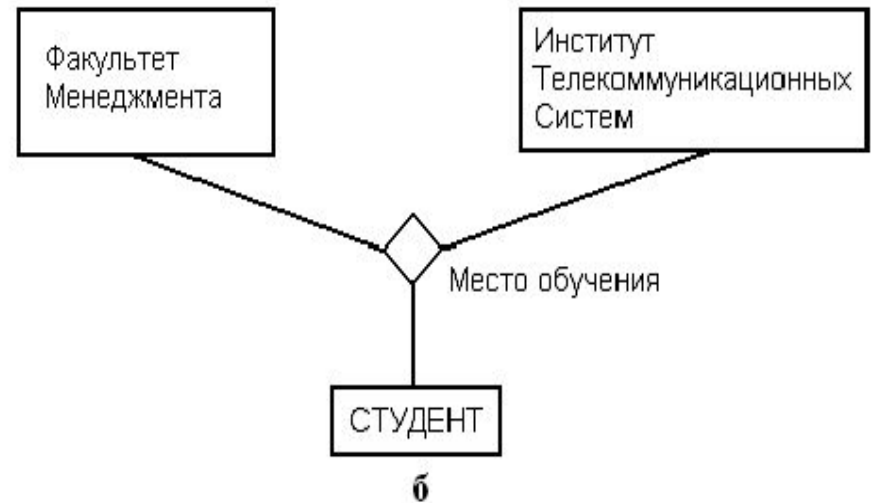 Факультет
Менеджмента
Институт
Телекоммуникационных
Систем
Место обучения
СТУДЕНТ
б